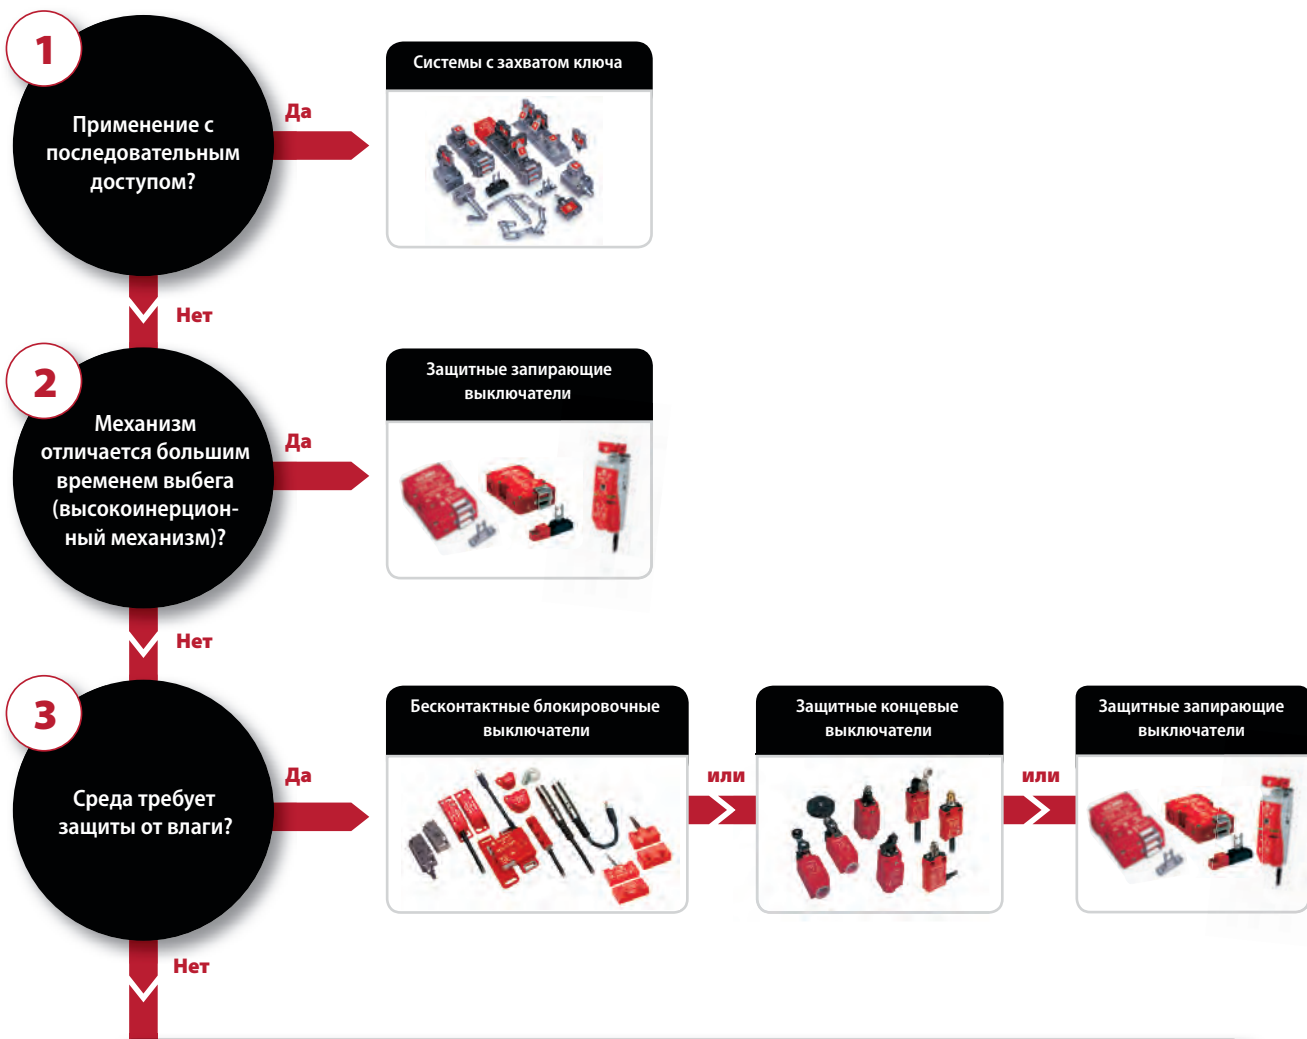 1
Применение с
последовательным
доступом?
Да
Системы с захватом ключа
Нет
2
Механизм
отличается большим
временем выбега
(высокоинерцион-
ный механизм)?
Да
Защитные запирающие
выключатели
Нет
3
Среда требует
защиты от влаги?
Да
Бесконтактные блокировочные
выключатели
или
Защитные концевые
выключатели
или
Защитные запирающие
выключатели
Нет